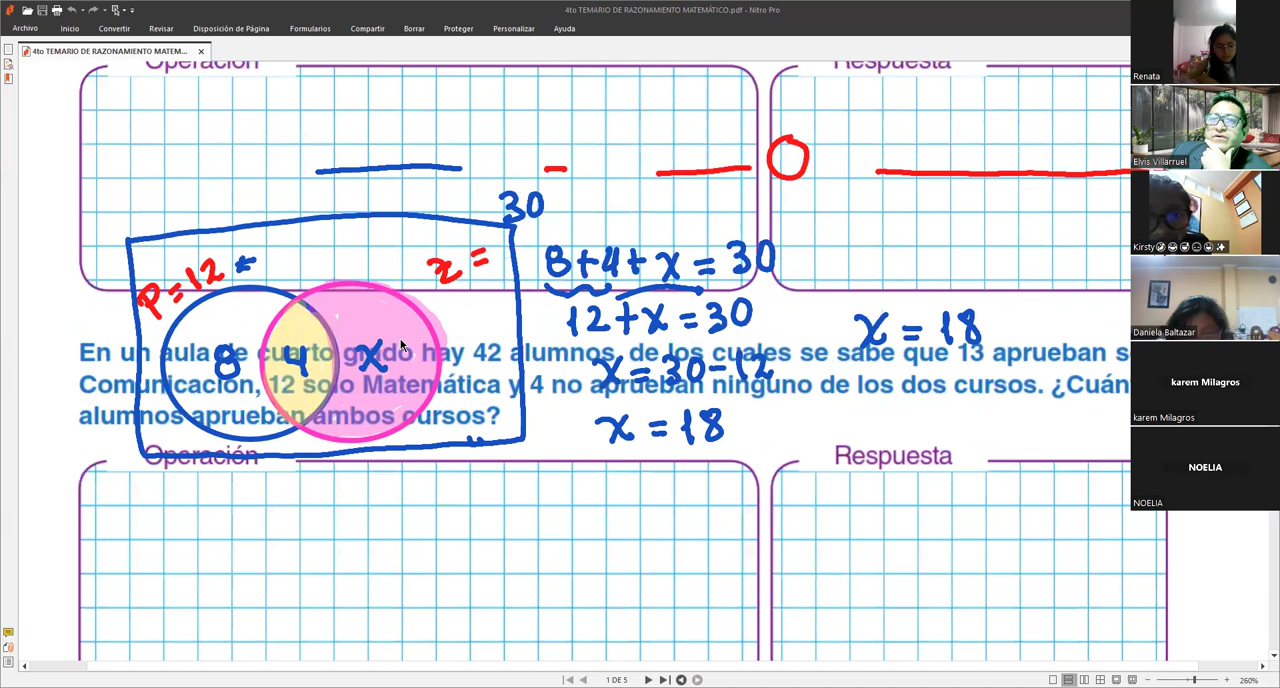 4to TEMARIO DE RAZONAMIENTO MATEMÁTICO.pdf - Nitro Pro
Archivo Inicio Convertir Revisar Disposición de Página Formularios Compartir Borrar Proteger Personalizar Ayuda
4to TEMARIO DE RAZONAMIENTO MATEM...
Operación
Respuesta
30
P=12
x =
8+4+x=30
12+x=30
x=30-12
x=18
x=18
8 4 x
En un aula de cuarto grado hay 42 alumnos, de los cuales se sabe que 13 aprueban
Comunicación, 12 solo Matemática y 4 no aprueban ninguno de los dos cursos. ¿Cuán
alumnos aprueban ambos cursos?
Operación
Respuesta
Renata
Elvis Villarruel
Kirsty
Daniela Baltazar
karem Milagros
karem Milagros
NOELIA
NOELIA
1 DE 5
260%